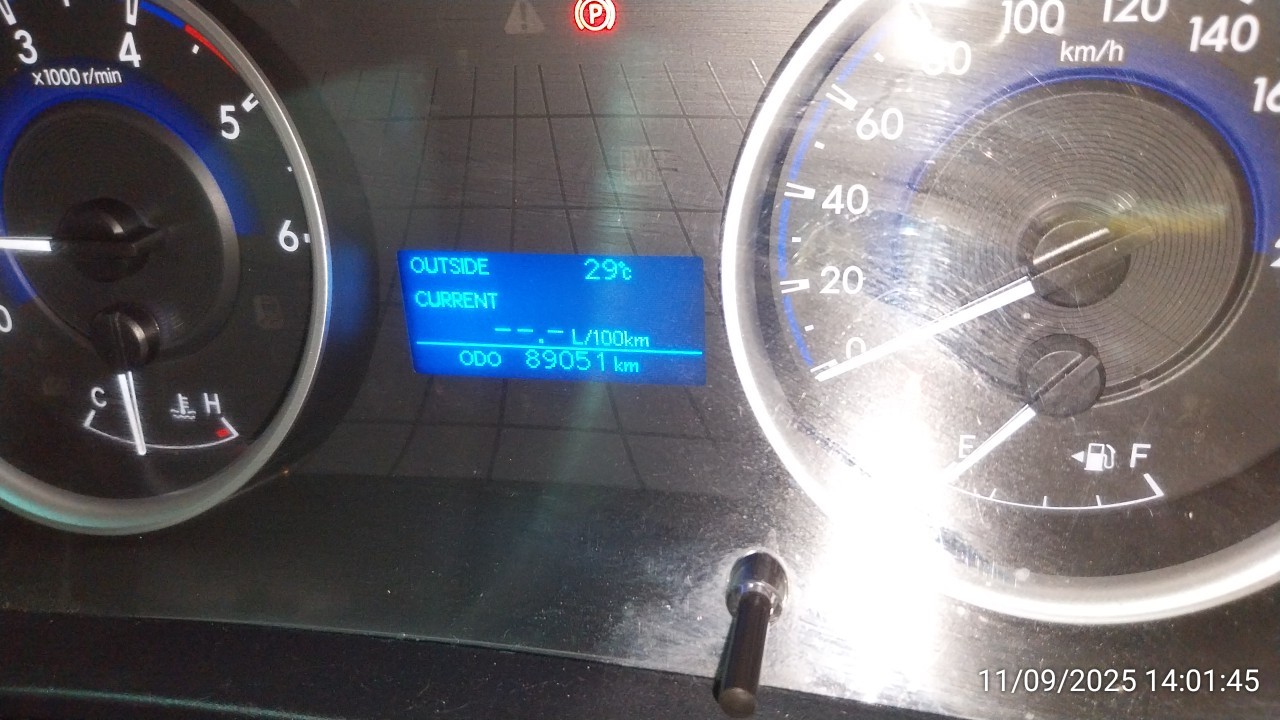 3 4 5 6
x1000 r/min
C H
P
OUTSIDE 29℃
CURRENT
--.- L/100km
ODO 89051 km
0 20 40 60 80 100 120 140
km/h
E F
11/09/2025 14:01:45